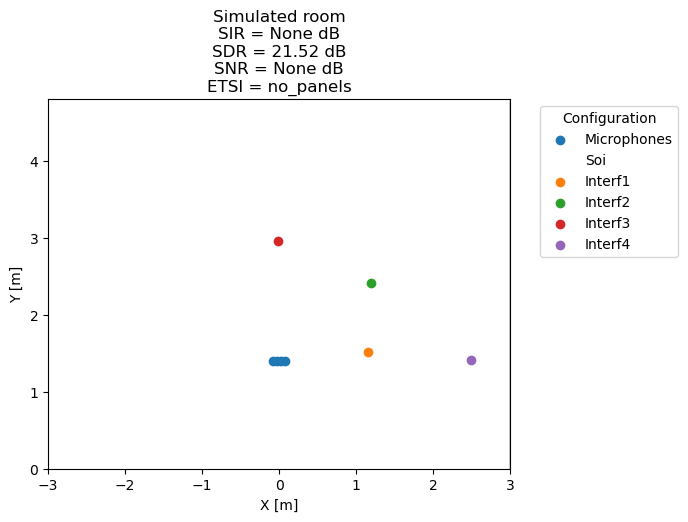 Simulated room
SIR = None dB
SDR = 21.52 dB
SNR = None dB
ETSI = no_panels
Configuration
Microphones
Soi
Interf1
Interf2
Interf3
Interf4
Y [m]
4
3
2
1
0
−3
−2
−1
0
1
2
3
X [m]